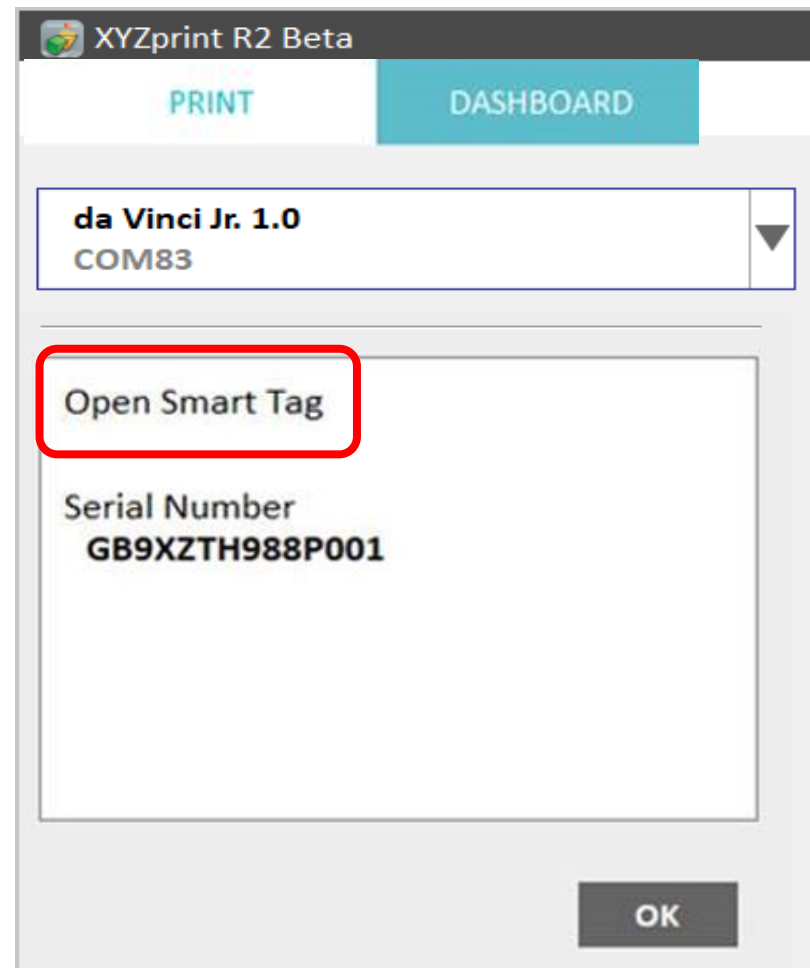 XYZprint R2 Beta
PRINT DASHBOARD
da Vinci Jr. 1.0
COM83
Open Smart Tag
Serial Number
GB9XZTH988P001
OK